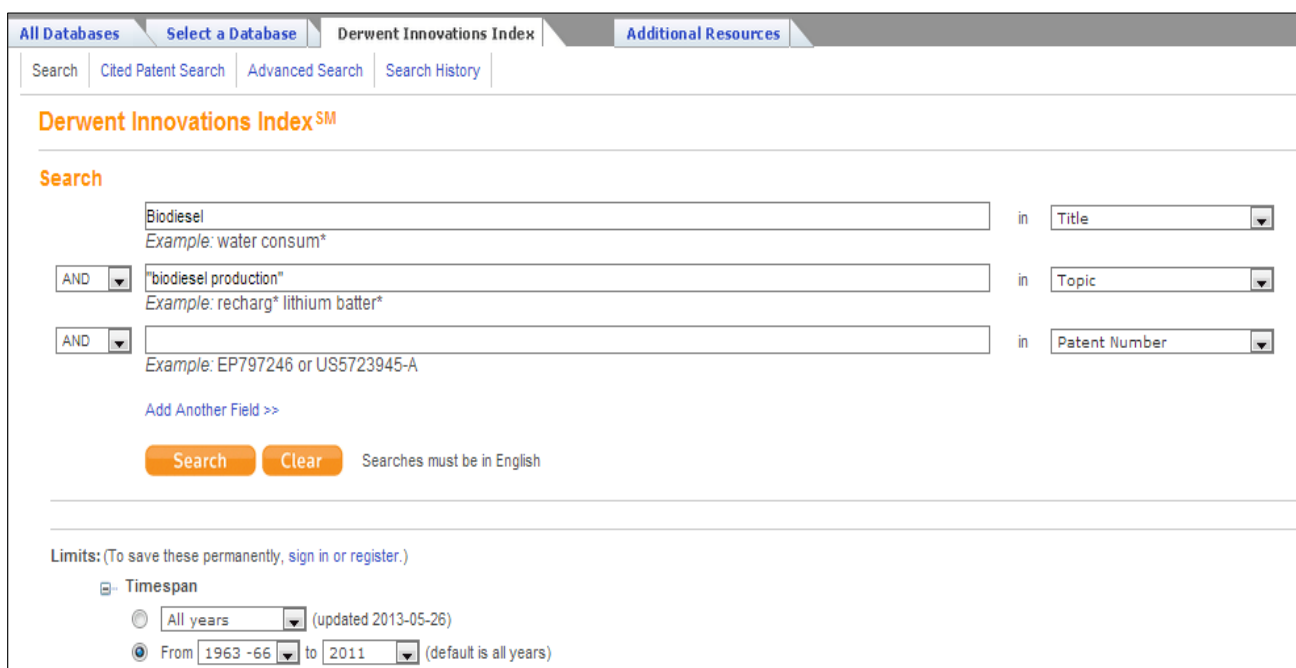 All Databases Select a Database Derwent Innovations Index Additional Resources
Search Cited Patent Search Advanced Search Search History
Derwent Innovations Index SM
Search
Biodiesel in Title
Example: water consum*
AND "biodiesel production" in Topic
Example: recharg* lithium batter*
AND in Patent Number
Example: EP797246 or US5723945-A
Add Another Field >>
Search Clear Searches must be in English
Limits: (To save these permanently, sign in or register.)
Timespan
All years (updated 2013-05-26)
From 1963 -66 to 2011 (default is all years)